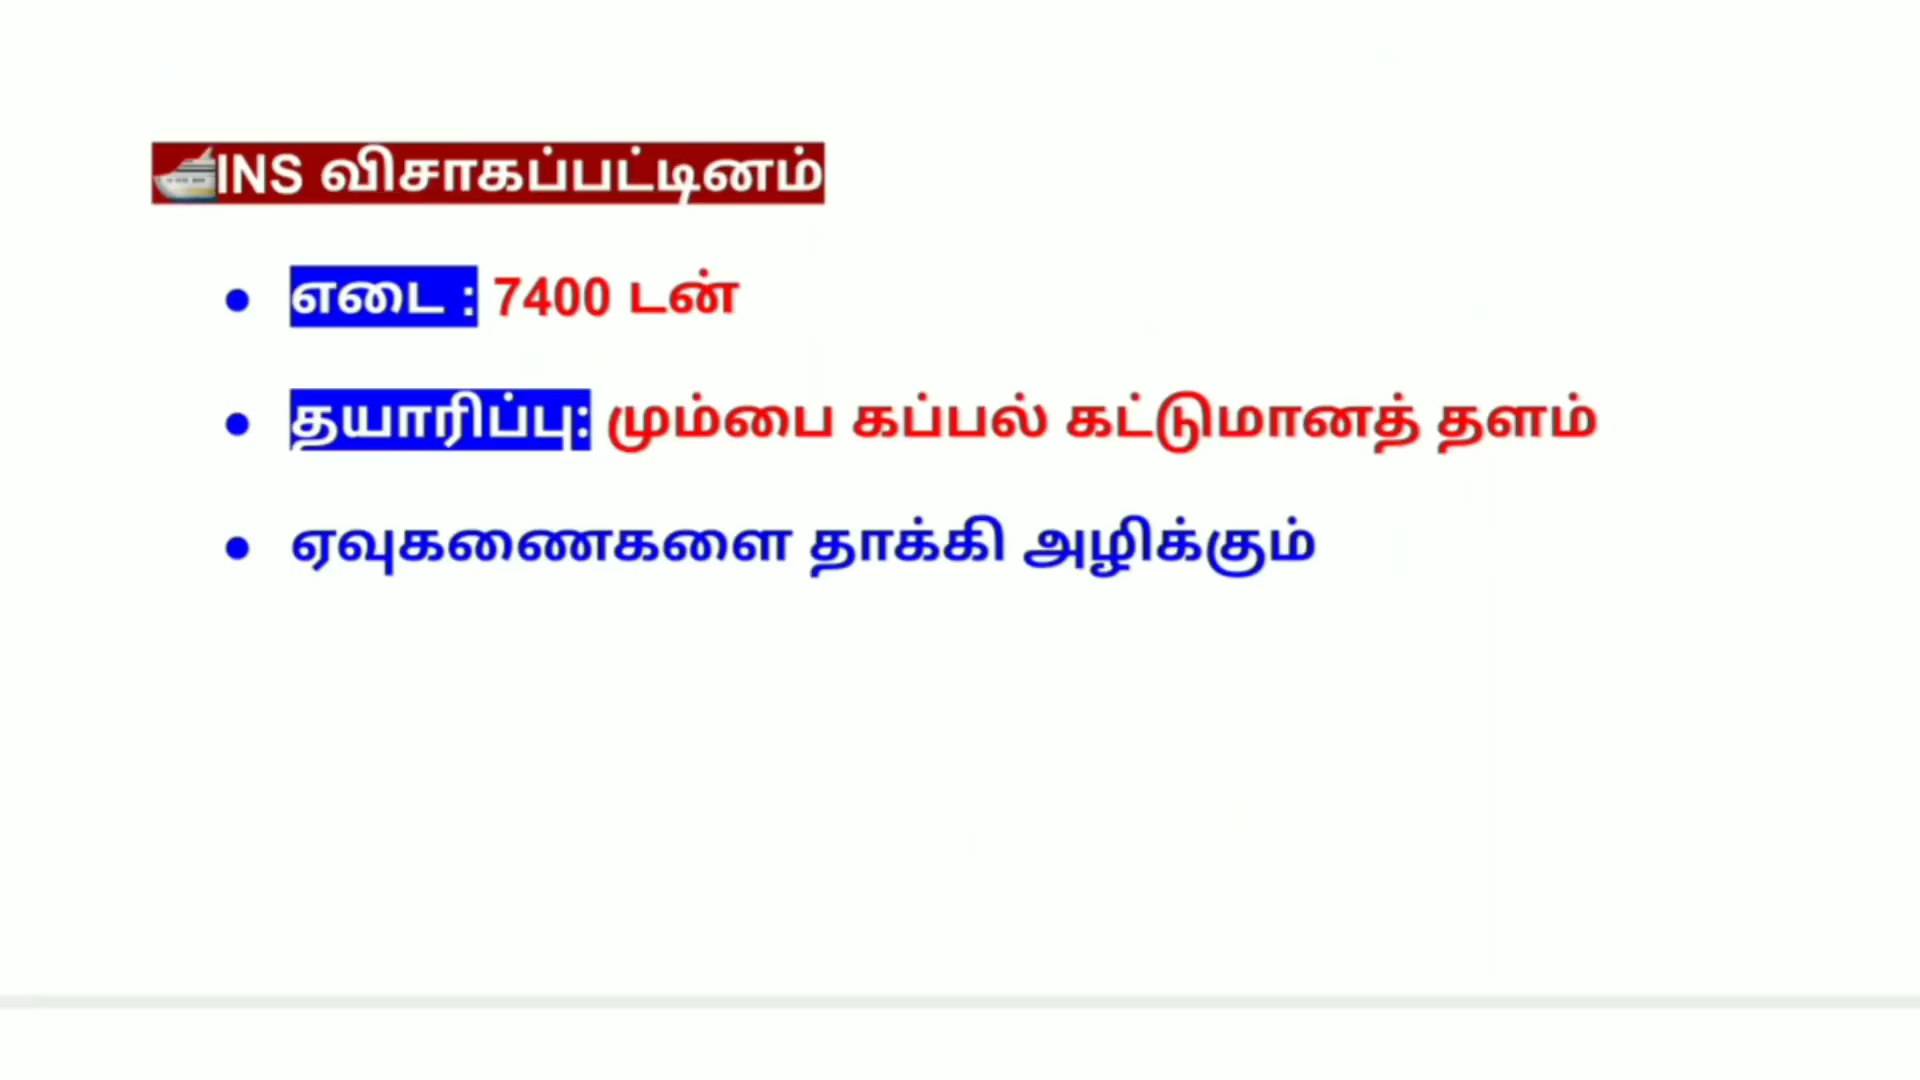 INS விசாகப்பட்டினம்
எடை : 7400 டன்
தயாரிப்பு: மும்பை கப்பல் கட்டுமானத் தளம்
ஏவுகணைகளை தாக்கி அழிக்கும்